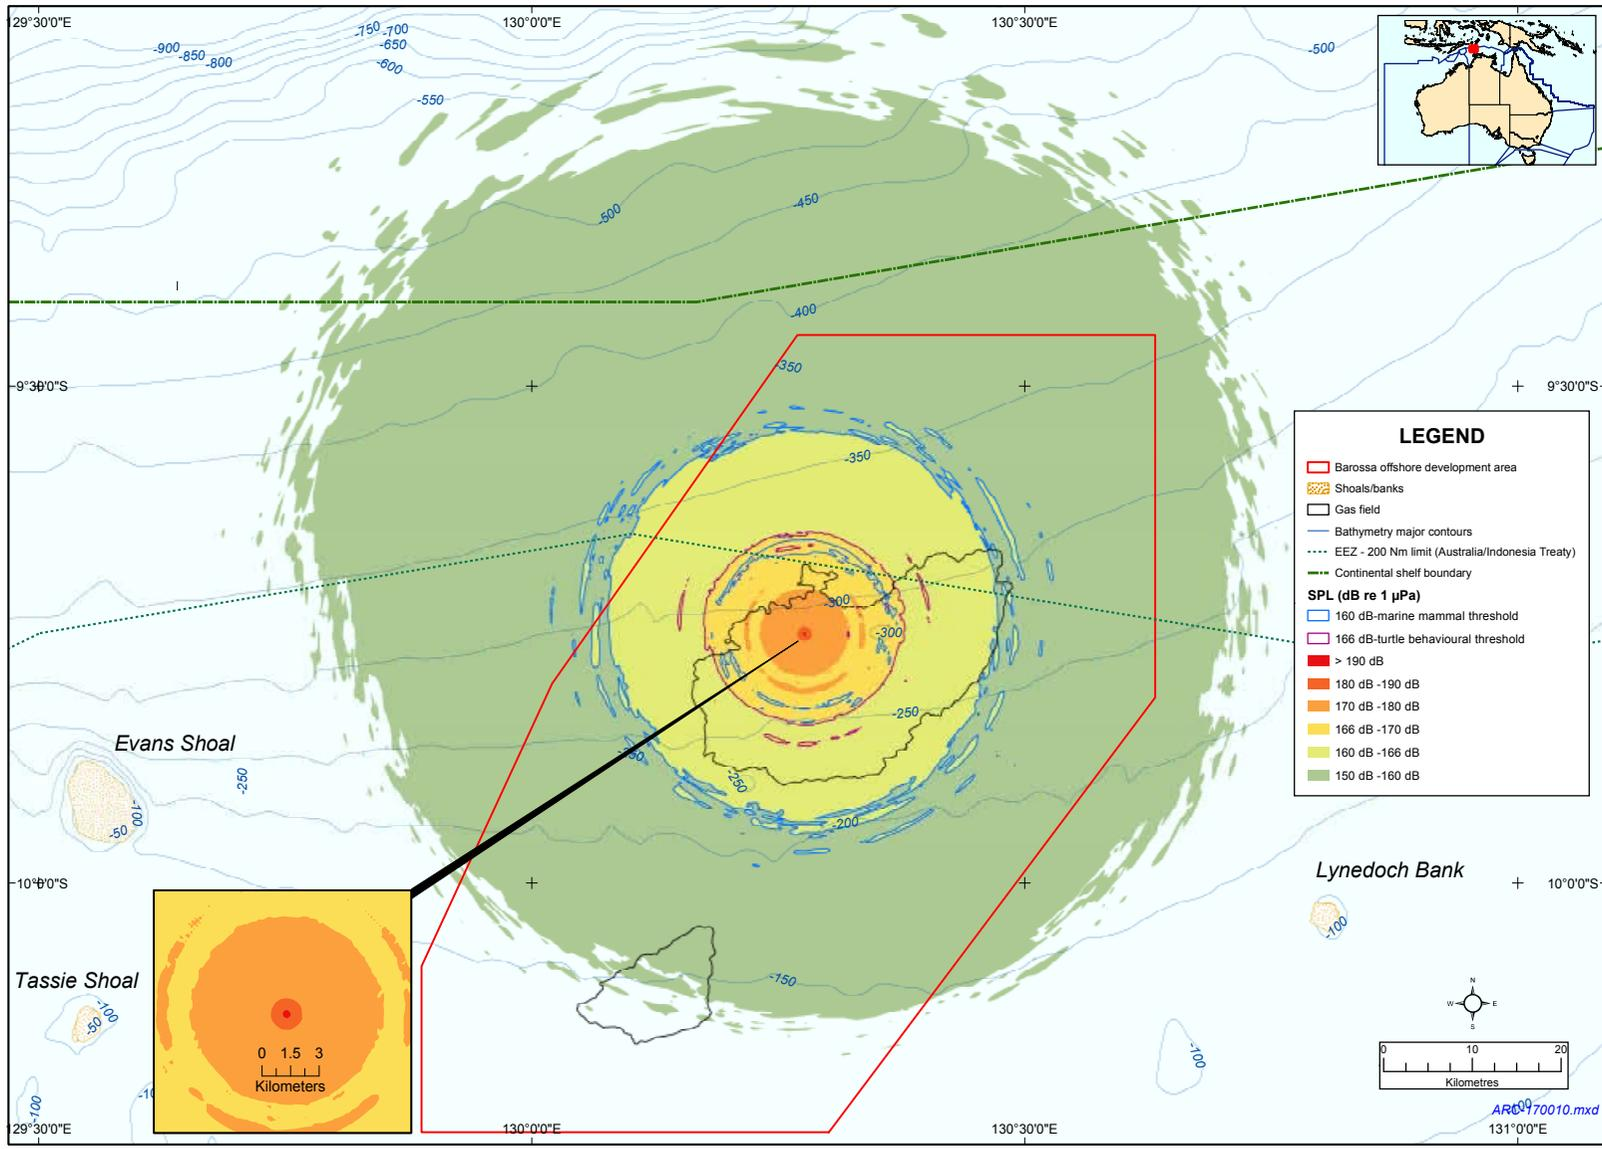 129°30'0"E
130°0'0"E
130°30'0"E
-750
-700
-650
-600
-900
-850
-800
-550
-500
-500
-450
-400
-350
9°30'0"S
9°30'0"S
-350
-300
-300
-250
-250
-200
-150
LEGEND
Barossa offshore development area
Shoals/banks
Gas field
Bathymetry major contours
EEZ - 200 Nm limit (Australia/Indonesia Treaty)
Continental shelf boundary
SPL (dB re 1 µPa)
160 dB-marine mammal threshold
166 dB-turtle behavioural threshold
> 190 dB
180 dB -190 dB
170 dB -180 dB
166 dB -170 dB
160 dB -166 dB
150 dB -160 dB
Evans Shoal
-250
-100
-50
10°0'0"S
10°0'0"S
Lynedoch Bank
-100
Tassie Shoal
-100
-50
0 1.5 3
Kilometers
N
W E
S
0 10 20
Kilometres
-100
-100
ARC-170010.mxd
129°30'0"E
130°0'0"E
130°30'0"E
131°0'0"E